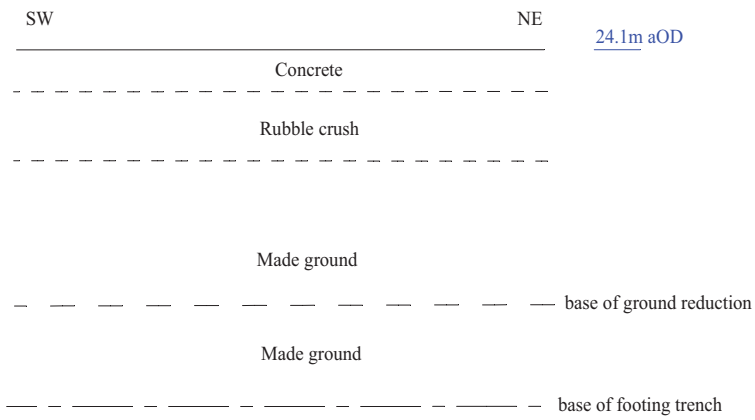 SW
NE
24.1m aOD
Concrete
Rubble crush
Made ground
base of ground reduction
Made ground
base of footing trench